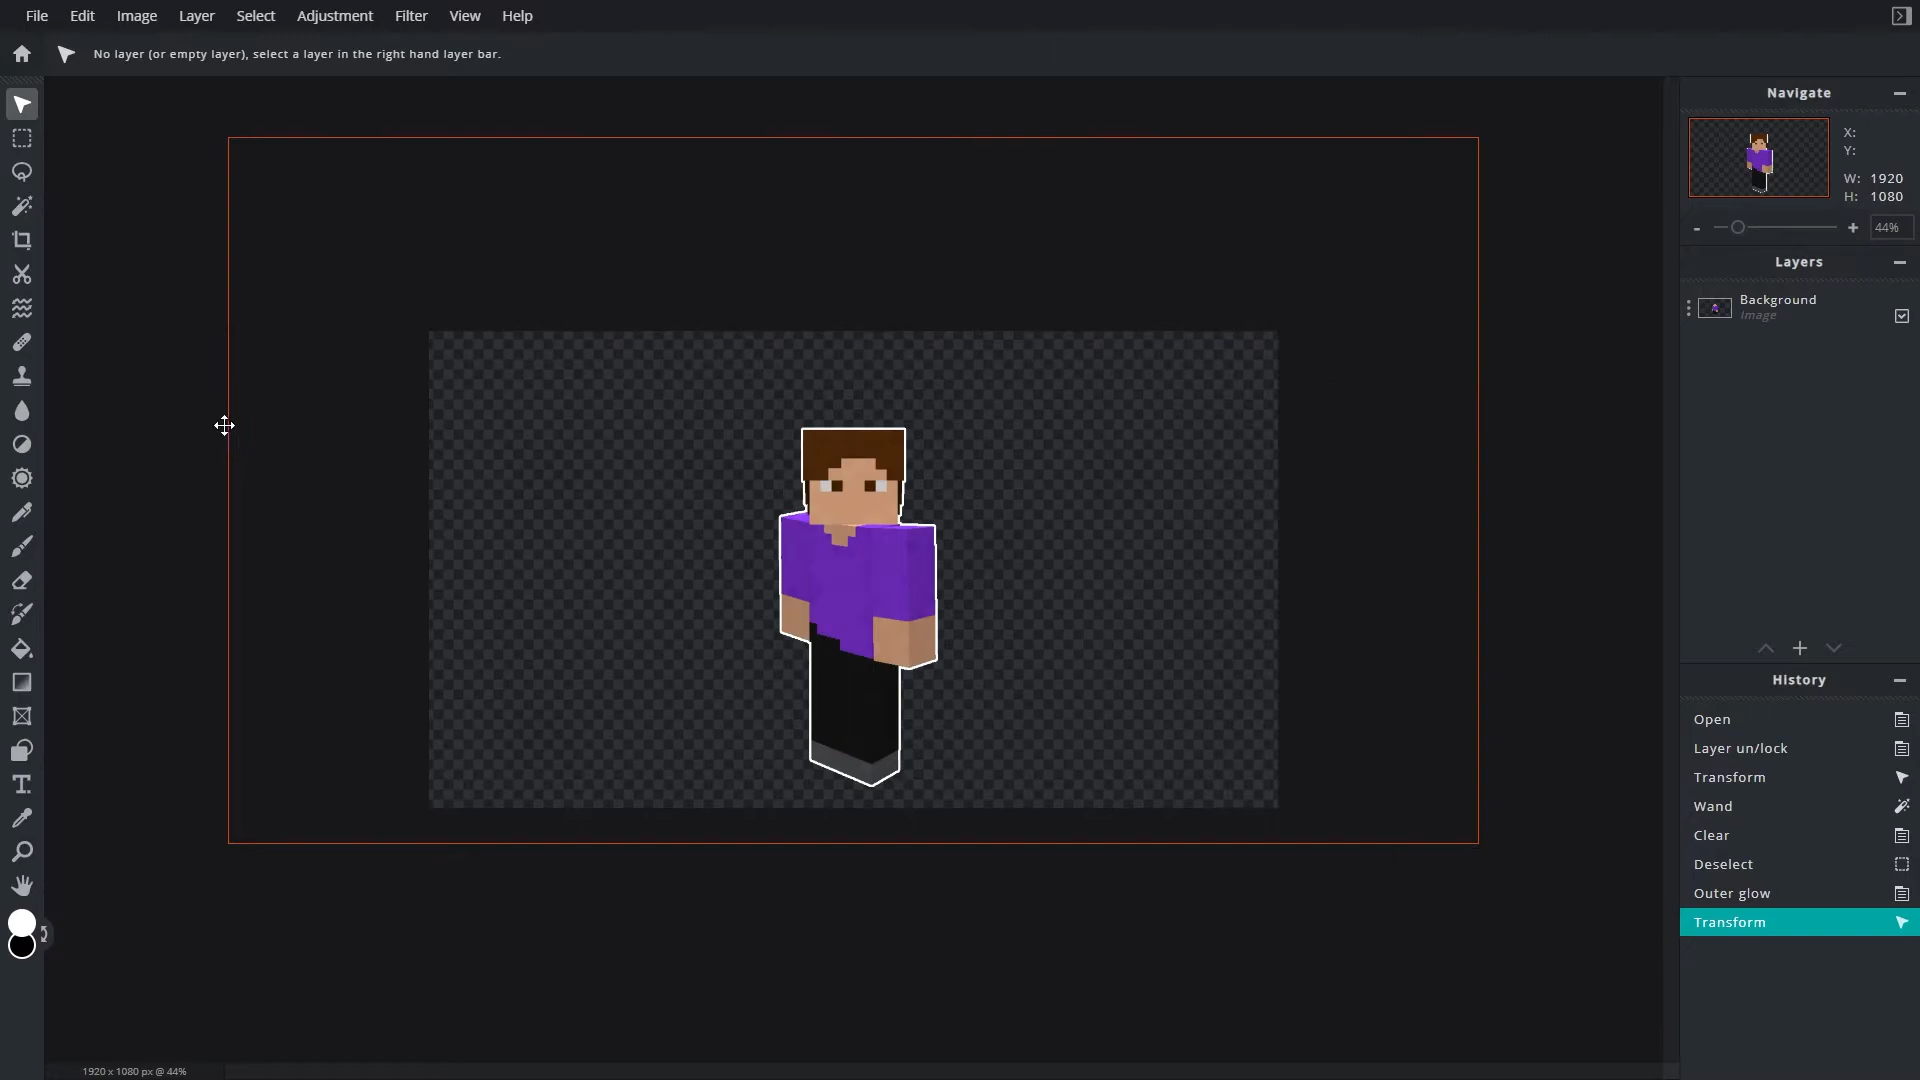 File Edit Image Layer Select Adjustment Filter View Help
No layer (or empty layer), select a layer in the right hand layer bar.
Navigate
X:
Y:
W: 1920
H: 1080
- + 44%
Layers
Background
Image
History
Open
Layer un/lock
Transform
Wand
Clear
Deselect
Outer glow
Transform
1920 x 1080 px @ 44%